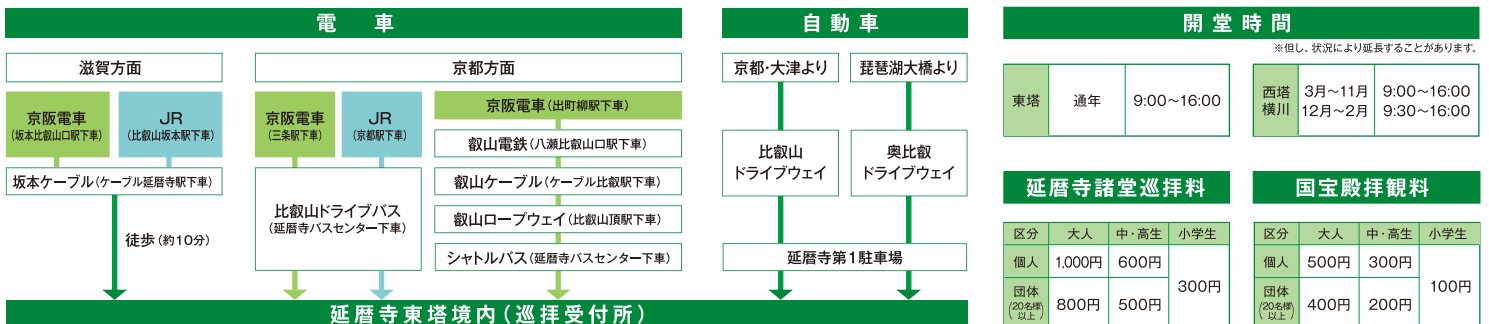 電車
滋賀方面
京阪電車
(坂本比叡山口駅下車)
JR
(比叡山坂本駅下車)
坂本ケーブル(ケーブル延暦寺駅下車)
徒歩(約10分)
京都方面
京阪電車
(三条駅下車)
JR
(京都駅下車)
比叡山ドライブバス
(延暦寺バスセンター下車)
京阪電車(出町柳駅下車)
叡山電鉄(八瀬比叡山口駅下車)
叡山ケーブル(ケーブル比叡駅下車)
叡山ロープウェイ(比叡山頂駅下車)
シャトルバス(延暦寺バスセンター下車)
自動車
京都・大津より
琵琶湖大橋より
比叡山
ドライブウェイ
奥比叡
ドライブウェイ
延暦寺第1駐車場
延暦寺東塔境内(巡拝受付所)
開堂時間
※但し、状況により延長することがあります。
東塔 通年 9:00〜16:00
西塔
横川
3月〜11月 9:00〜16:00
12月〜2月 9:30〜16:00
延暦寺諸堂巡拝料
区分 大人 中・高生 小学生
個人 1,000円 600円 300円
団体
(20名様以上)
800円 500円
国宝殿拝観料
区分 大人 中・高生 小学生
個人 500円 300円 100円
団体
(20名様以上)
400円 200円